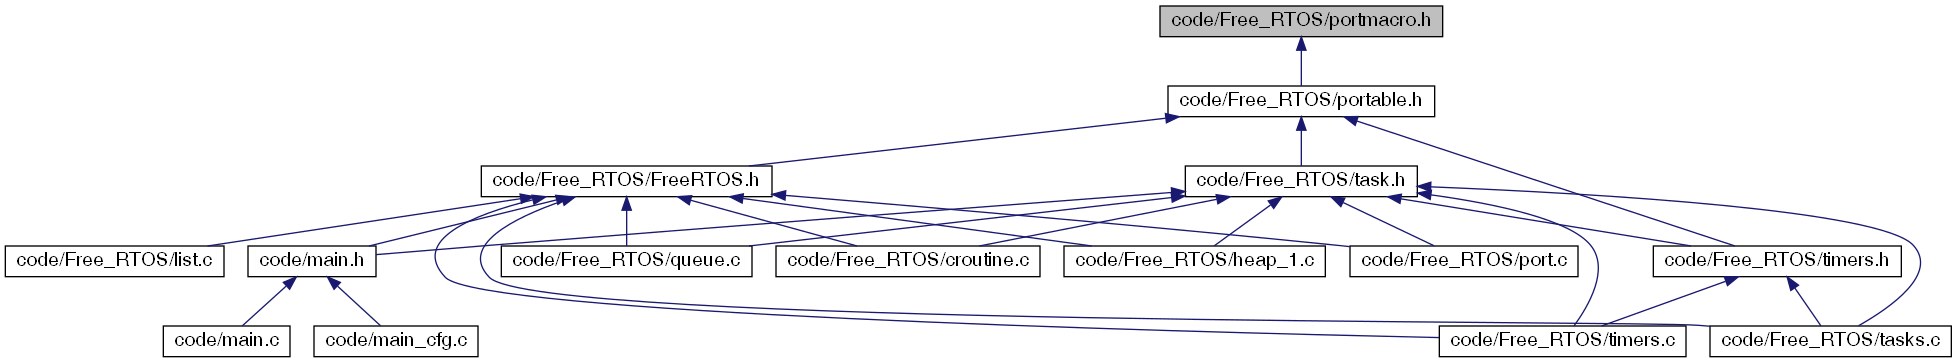 code/Free_RTOS/portmacro.h
code/Free_RTOS/portable.h
code/Free_RTOS/FreeRTOS.h
code/Free_RTOS/task.h
code/Free_RTOS/list.c
code/main.h
code/Free_RTOS/queue.c
code/Free_RTOS/croutine.c
code/Free_RTOS/heap_1.c
code/Free_RTOS/port.c
code/Free_RTOS/timers.h
code/main.c
code/main_cfg.c
code/Free_RTOS/timers.c
code/Free_RTOS/tasks.c